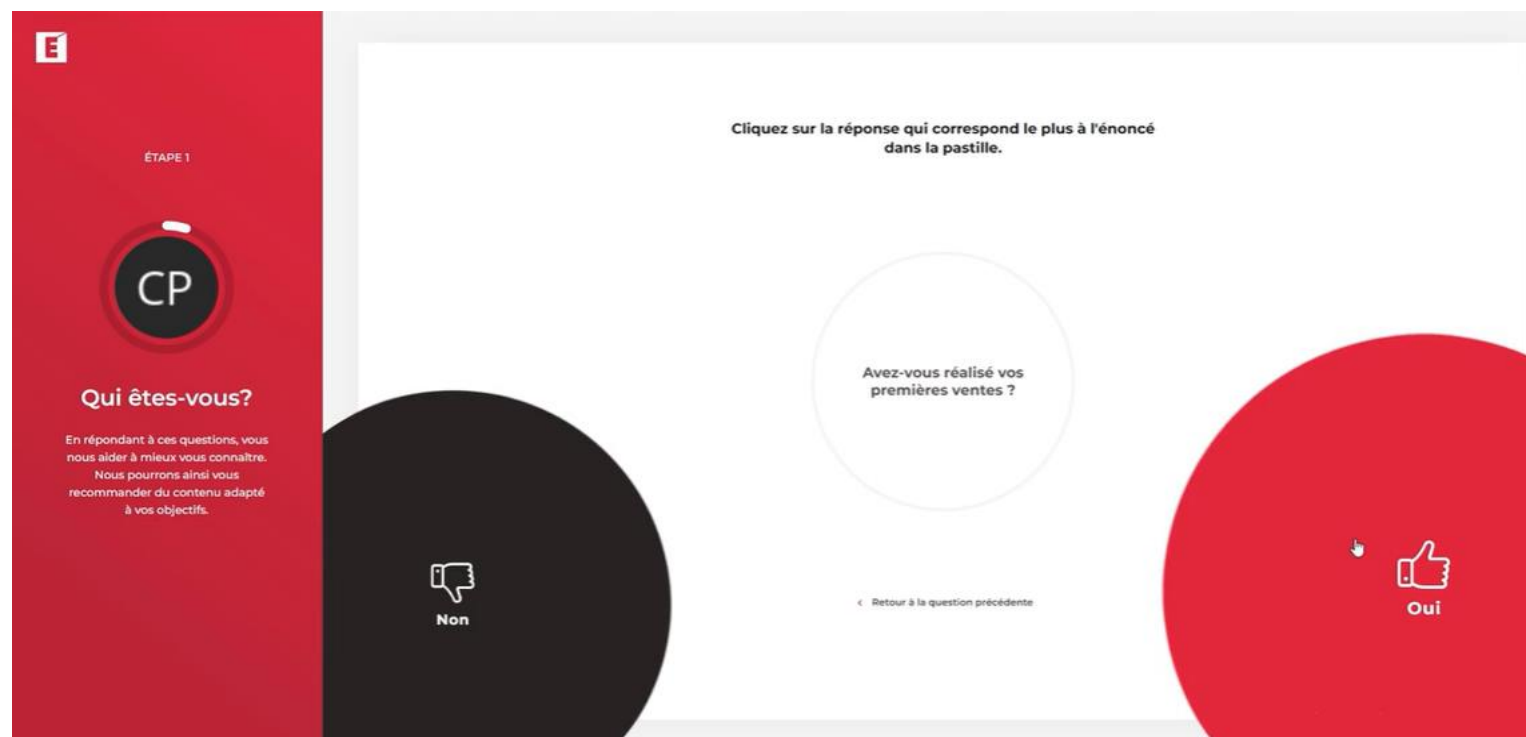 E
ÉTAPE 1
CP
Qui êtes-vous?
En répondant à ces questions, vous
nous aider à mieux vous connaître.
Nous pourrons ainsi vous
recommander du contenu adapté
à vos objectifs.
Cliquez sur la réponse qui correspond le plus à l'énoncé
dans la pastille.
Avez-vous réalisé vos
premières ventes ?
Non
< Retour à la question précédente
Oui